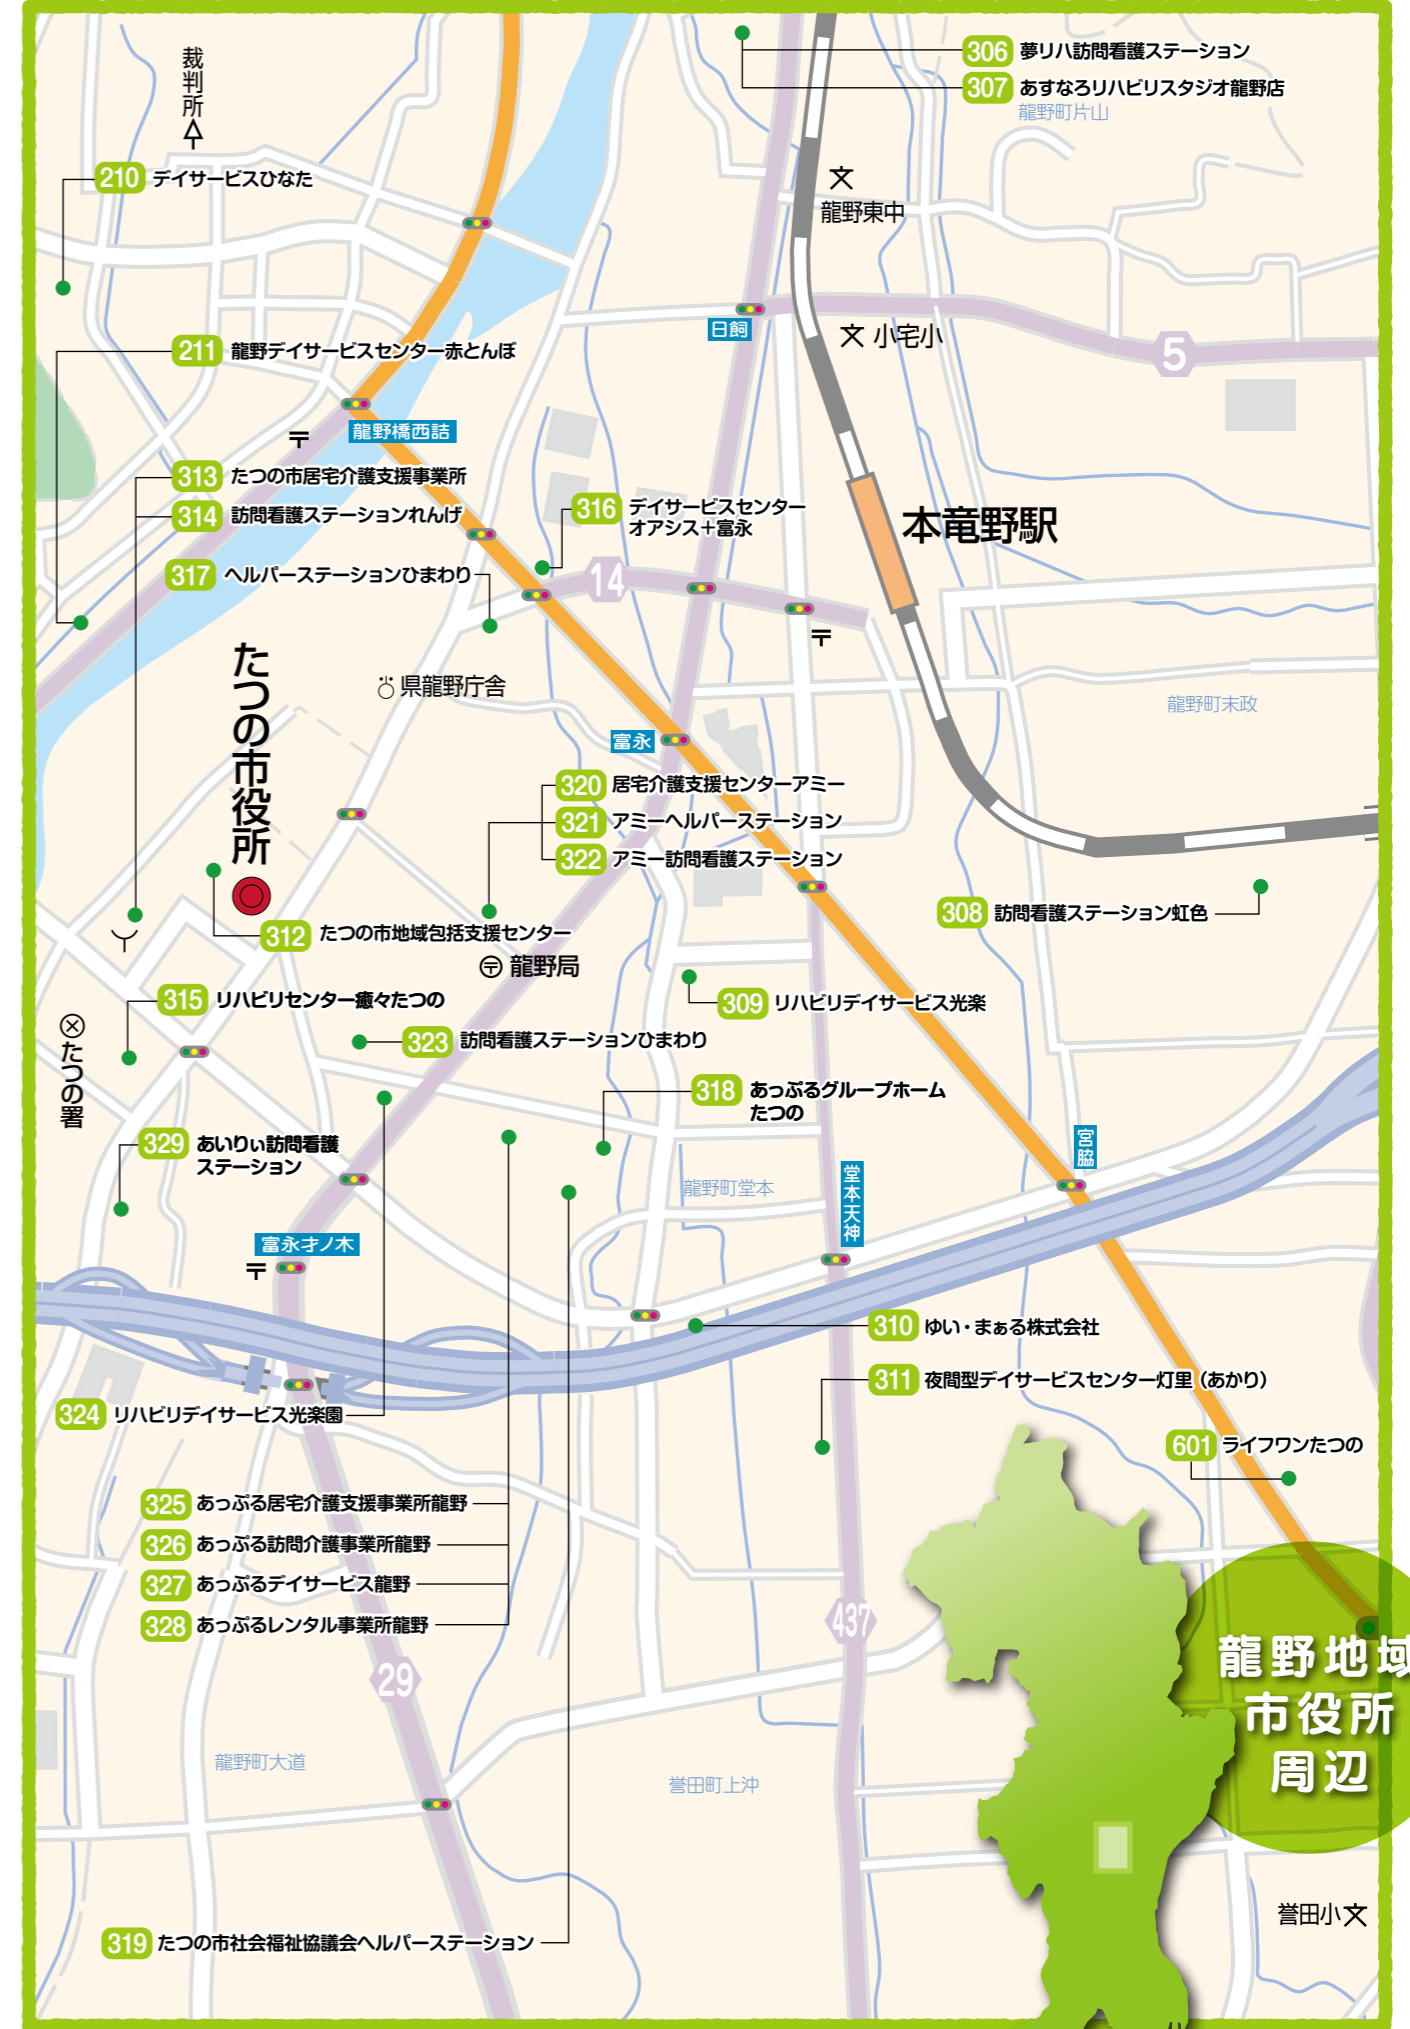 裁判所
306 夢リハ訪問看護ステーション
307 あすなろリハビリスタジオ龍野店
龍野町片山
210 デイサービスひなた
文
龍野東中
日飼
文 小宅小
5
211 龍野デイサービスセンター赤とんぼ
龍野橋西詰
〒
313 たつの市居宅介護支援事業所
314 訪問看護ステーションれんげ
316 デイサービスセンター
オアシス+富永
本竜野駅
317 ヘルパーステーションひまわり
14
〒
たつの市役所
県龍野庁舎
龍野町末政
富永
320 居宅介護支援センターアミー
321 アミーヘルパーステーション
322 アミー訪問看護ステーション
308 訪問看護ステーション虹色
312 たつの市地域包括支援センター
〒 龍野局
315 リハビリセンター癒々たつの
309 リハビリデイサービス光楽
たつの署
323 訪問看護ステーションひまわり
318 あっぷるグループホーム
たつの
329 あいりぃ訪問看護
ステーション
宮脇
龍野町堂本
堂本天神
富永才ノ木
〒
310 ゆい・まぁる株式会社
311 夜間型デイサービスセンター灯里(あかり)
324 リハビリデイサービス光楽園
601 ライフワンたつの
325 あっぷる居宅介護支援事業所龍野
326 あっぷる訪問介護事業所龍野
327 あっぷるデイサービス龍野
328 あっぷるレンタル事業所龍野
437
29
龍野地域
市役所
周辺
龍野町大道
誉田町上沖
誉田小 文
319 たつの市社会福祉協議会ヘルパーステーション